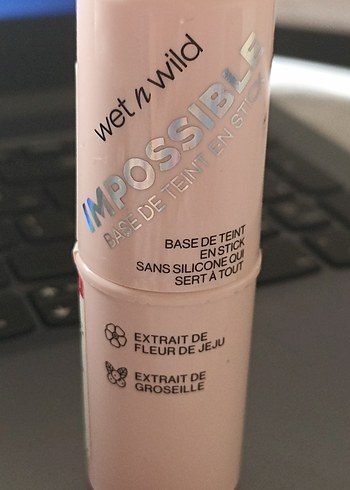 wet n wild
IMPOSSIBLE
BASE DE TEINT EN STICK
BASE DE TEINT
EN STICK
SANS SILICONE QUI
SERT À TOUT
EXTRAIT DE
FLEUR DE JEJU
EXTRAIT DE
GROSEILLE